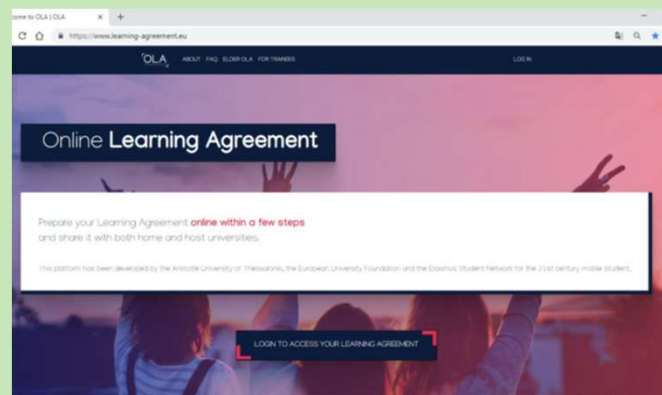 come to OLA | OLA
https://www.learning-agreement.eu
OLA ABOUT FAQ ELDER OLA FOR TRAINEES LOG IN
Online Learning Agreement
Prepare your Learning Agreement online within a few steps
and share it with both home and host universities.
This platform has been developed by the Aristotle University of Thessaloniki, the European University Foundation and the Erasmus Student Network for the 21st century mobile student.
LOGIN TO ACCESS YOUR LEARNING AGREEMENT